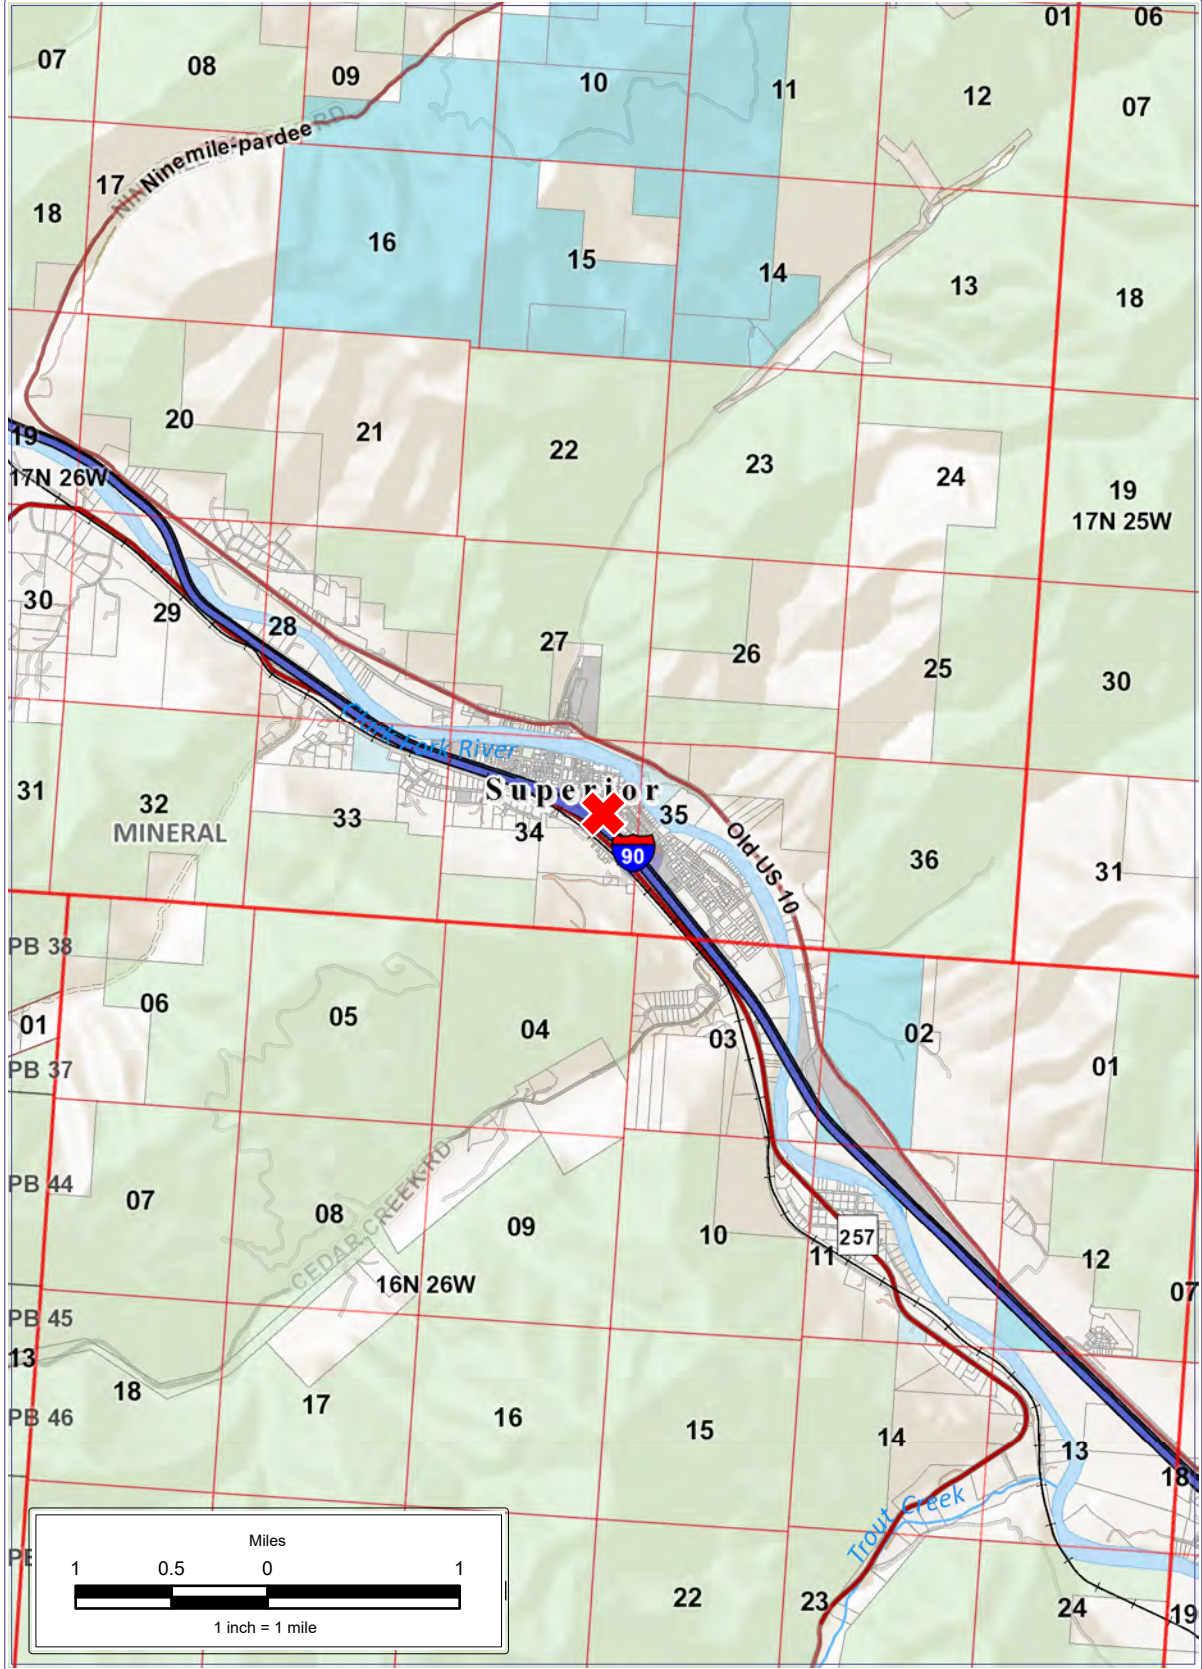 01 06
07 08 09 10 11 12 07
NINEMILE-PARDEE RD
Ninemile-pardee
17
18 16 15 14 13 18
20 21 22 23 24 19
19
17N 26W
17N 25W
30 29 28 27 26 25 30
Clark Fork River
Superior
31 32 33 34 35 36 31
MINERAL
90
Old US 10
PB 38
06 05 04 03 02 01
01
PB 37
PB 44
07 08 09 10 11 12 07
CEDAR CREEK RD
257
16N 26W
PB 45
13
18 17 16 15 14 13 18
PB 46
Trout Creek
22 23 24 19
Miles
1 0.5 0 1
1 inch = 1 mile